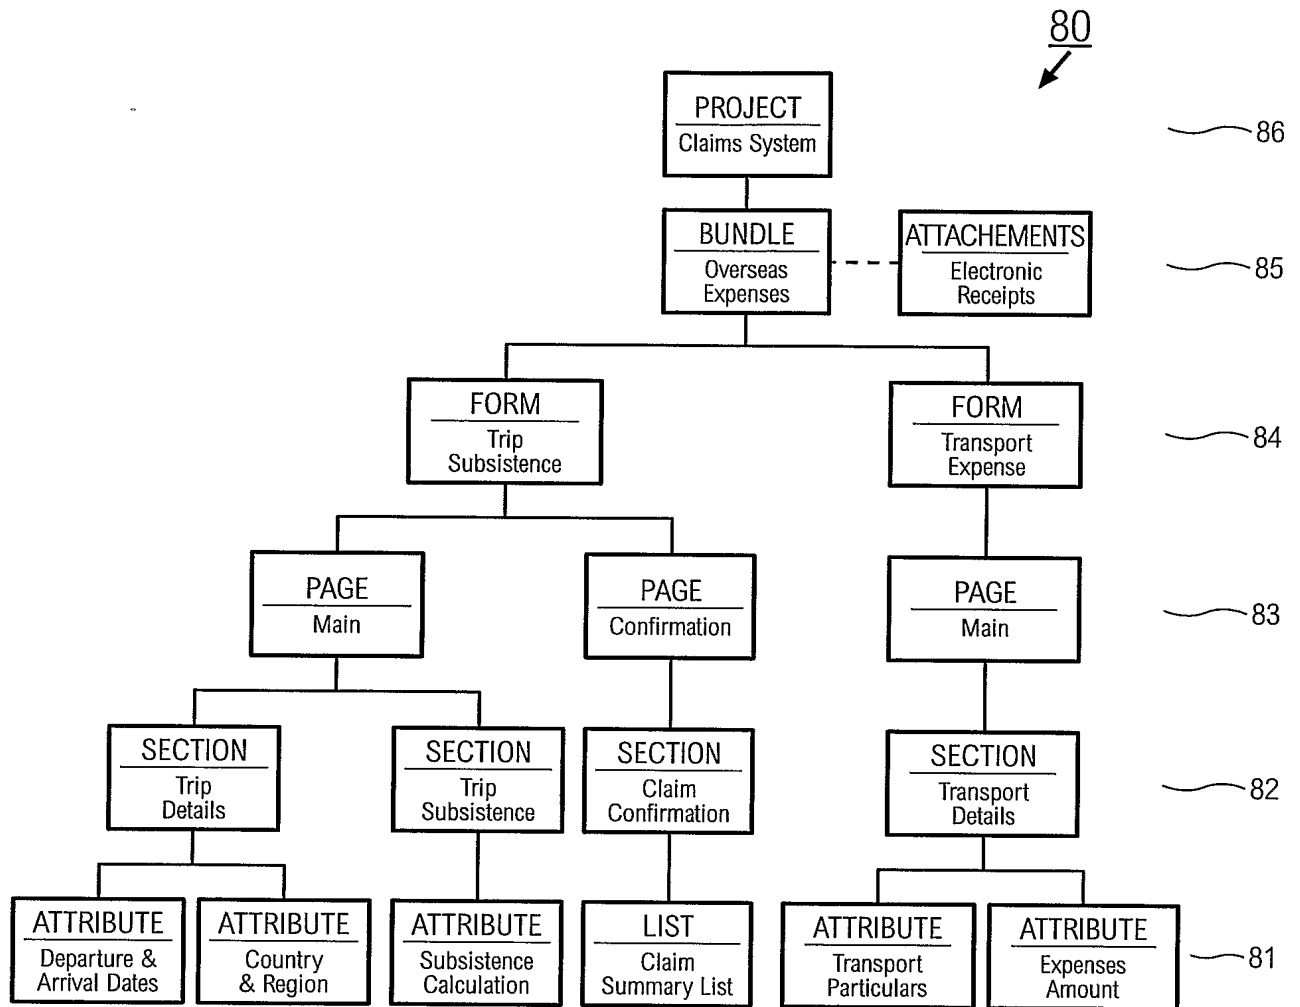 80
PROJECT
Claims System
86
BUNDLE
Overseas
Expenses
ATTACHEMENTS
Electronic
Receipts
85
FORM
Trip
Subsistence
FORM
Transport
Expense
84
PAGE
Main
PAGE
Confirmation
PAGE
Main
83
SECTION
Trip
Details
SECTION
Trip
Subsistence
SECTION
Claim
Confirmation
SECTION
Transport
Details
82
ATTRIBUTE
Departure &
Arrival Dates
ATTRIBUTE
Country
& Region
ATTRIBUTE
Subsistence
Calculation
LIST
Claim
Summary List
ATTRIBUTE
Transport
Particulars
ATTRIBUTE
Expenses
Amount
81